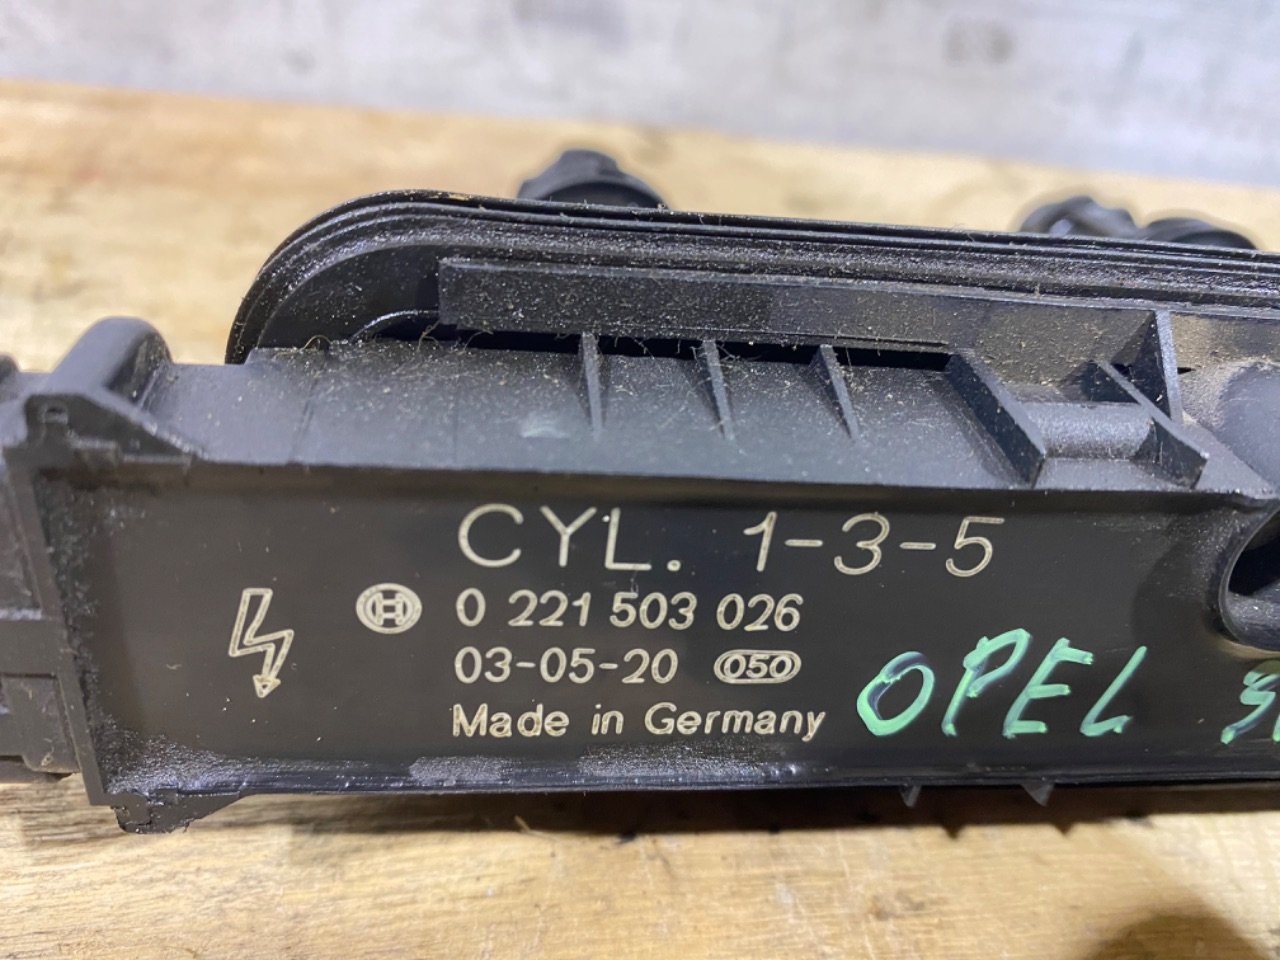 CYL. 1-3-5
0 221 503 026
03-05-20 050
Made in Germany
OPEL